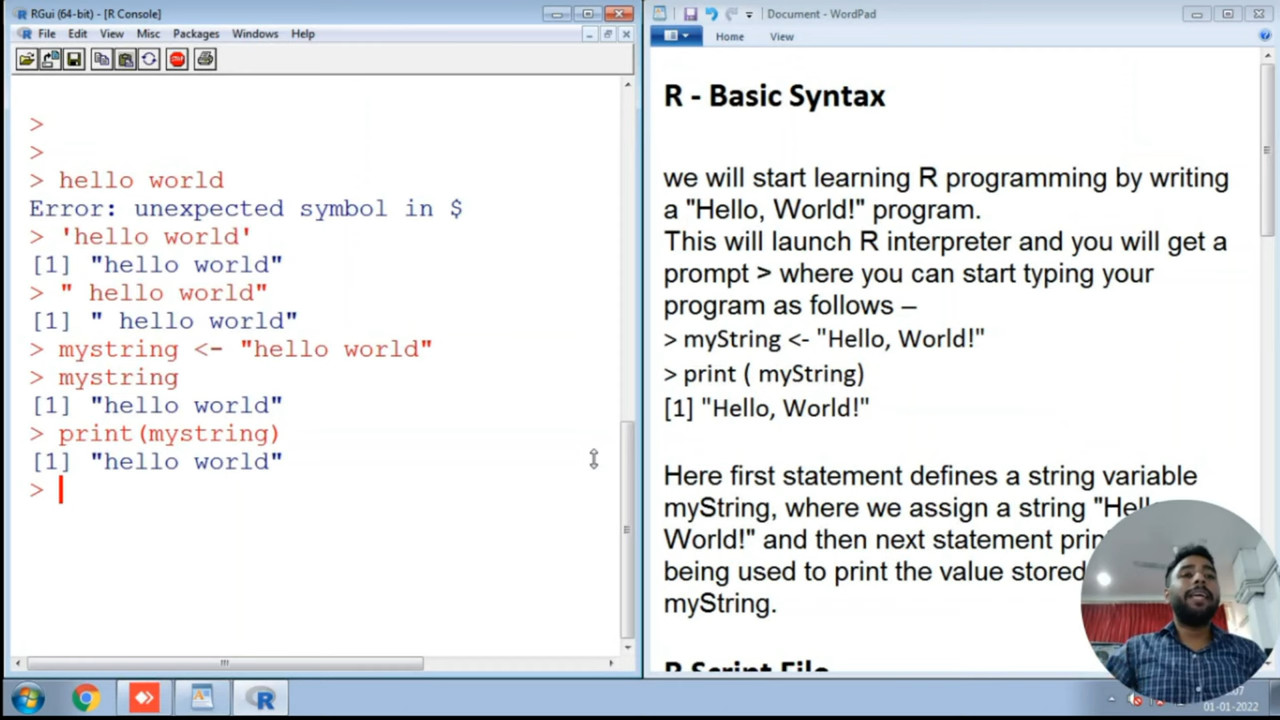 RGui (64-bit) - [R Console]
File Edit View Misc Packages Windows Help
STOP
>
>
> hello world
Error: unexpected symbol in $
> 'hello world'
[1] "hello world"
> " hello world"
[1] " hello world"
> mystring <- "hello world"
> mystring
[1] "hello world"
> print(mystring)
[1] "hello world"
>
Document - WordPad
Home View
R - Basic Syntax
we will start learning R programming by writing
a "Hello, World!" program.
This will launch R interpreter and you will get a
prompt > where you can start typing your
program as follows –
> myString <- "Hello, World!"
> print ( myString)
[1] "Hello, World!"
Here first statement defines a string variable
myString, where we assign a string "Hello
World!" and then next statement
being used to print the value stored
myString.
R Script File
01-01-2022